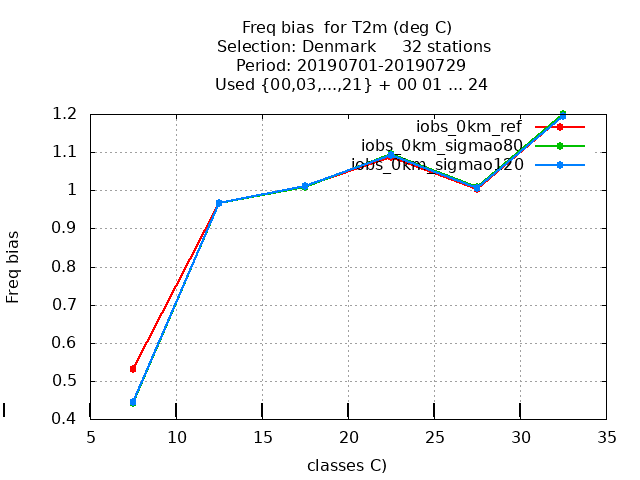 Freq bias  for T2m (deg C)
Selection: Denmark     32 stations
Period: 20190701-20190729
Used {00,03,...,21} + 00 01 ... 24
iobs_0km_ref
iobs_0km_sigmao80
iobs_0km_sigmao120
1.2
1.1
1
0.9
0.8
0.7
0.6
0.5
0.4
Freq bias
5 10 15 20 25 30 35
classes C)